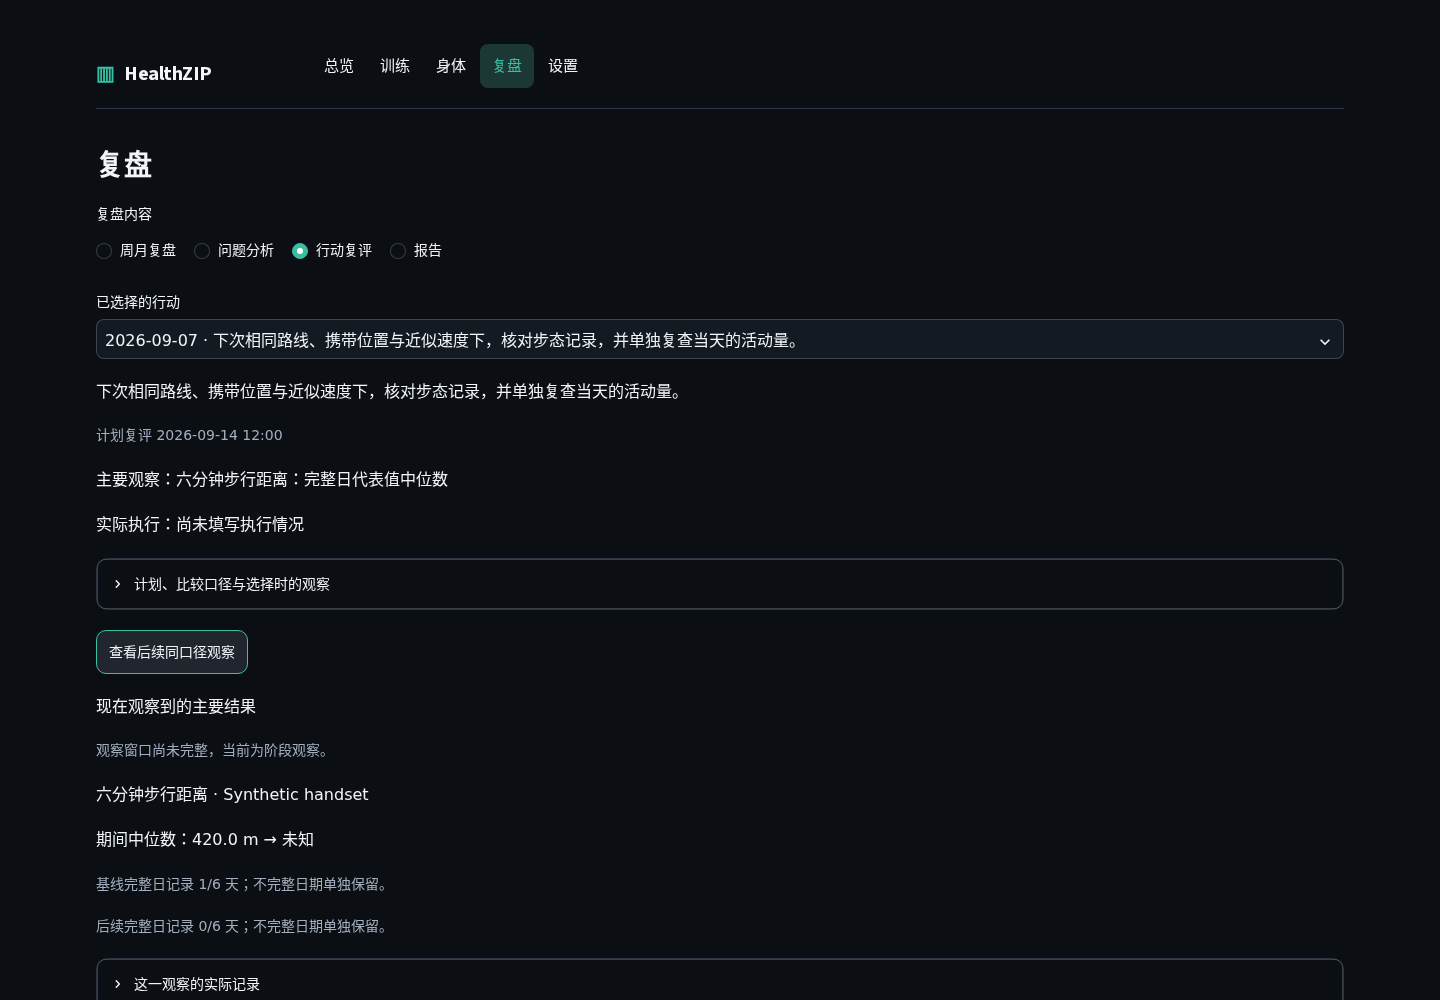 HealthZIP
总览 训练 身体 复盘 设置
复盘
复盘内容
周月复盘 问题分析 行动复评 报告
已选择的行动
2026-09-07 · 下次相同路线、携带位置与近似速度下，核对步态记录，并单独复查当天的活动量。
下次相同路线、携带位置与近似速度下，核对步态记录，并单独复查当天的活动量。
计划复评 2026-09-14 12:00
主要观察：六分钟步行距离：完整日代表值中位数
实际执行：尚未填写执行情况
计划、比较口径与选择时的观察
查看后续同口径观察
现在观察到的主要结果
观察窗口尚未完整，当前为阶段观察。
六分钟步行距离 · Synthetic handset
期间中位数：420.0 m → 未知
基线完整日记录 1/6 天；不完整日期单独保留。
后续完整日记录 0/6 天；不完整日期单独保留。
这一观察的实际记录